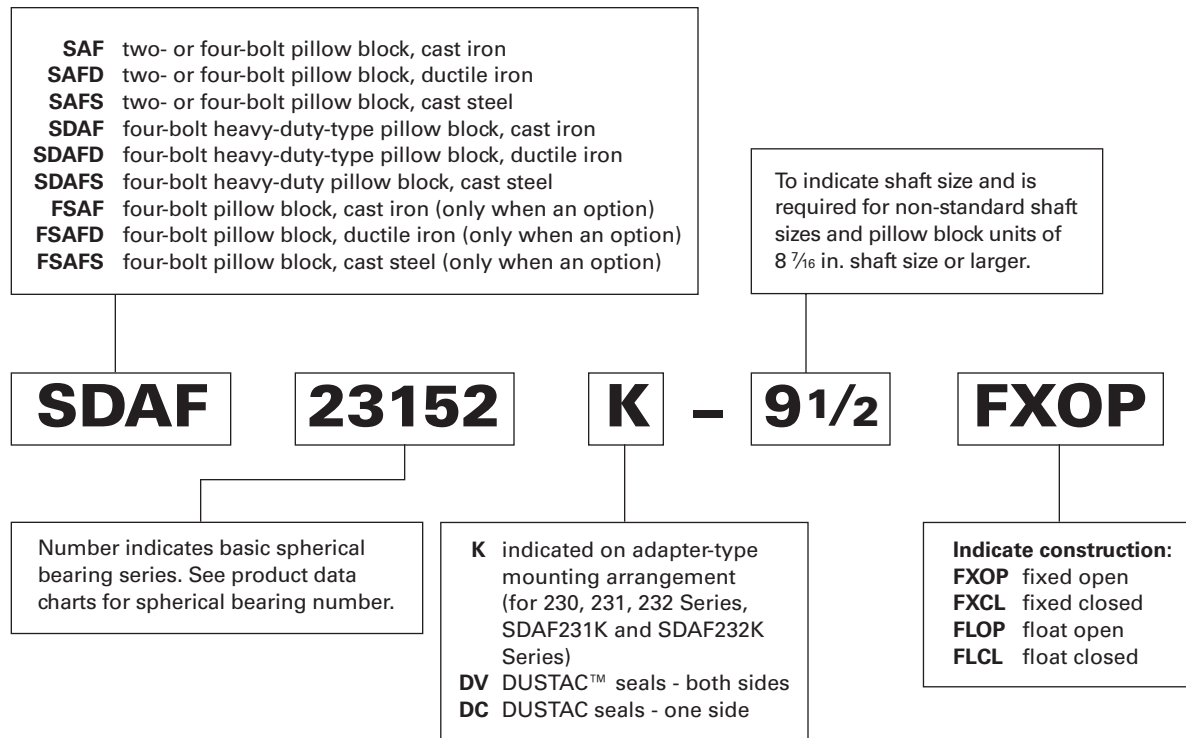 SAF two- or four-bolt pillow block, cast iron
SAFD two- or four-bolt pillow block, ductile iron
SAFS two- or four-bolt pillow block, cast steel
SDAF four-bolt heavy-duty-type pillow block, cast iron
SDAFD four-bolt heavy-duty-type pillow block, ductile iron
SDAFS four-bolt heavy-duty pillow block, cast steel
FSAF four-bolt pillow block, cast iron (only when an option)
FSAFD four-bolt pillow block, ductile iron (only when an option)
FSAFS four-bolt pillow block, cast steel (only when an option)
To indicate shaft size and is
required for non-standard shaft
sizes and pillow block units of
8 7/16 in. shaft size or larger.
SDAF 23152 K – 9 1/2 FXOP
Number indicates basic spherical
bearing series. See product data
charts for spherical bearing number.
K indicated on adapter-type
mounting arrangement
(for 230, 231, 232 Series,
SDAF231K and SDAF232K
Series)
DV DUSTAC™ seals - both sides
DC DUSTAC seals - one side
Indicate construction:
FXOP fixed open
FXCL fixed closed
FLOP float open
FLCL float closed